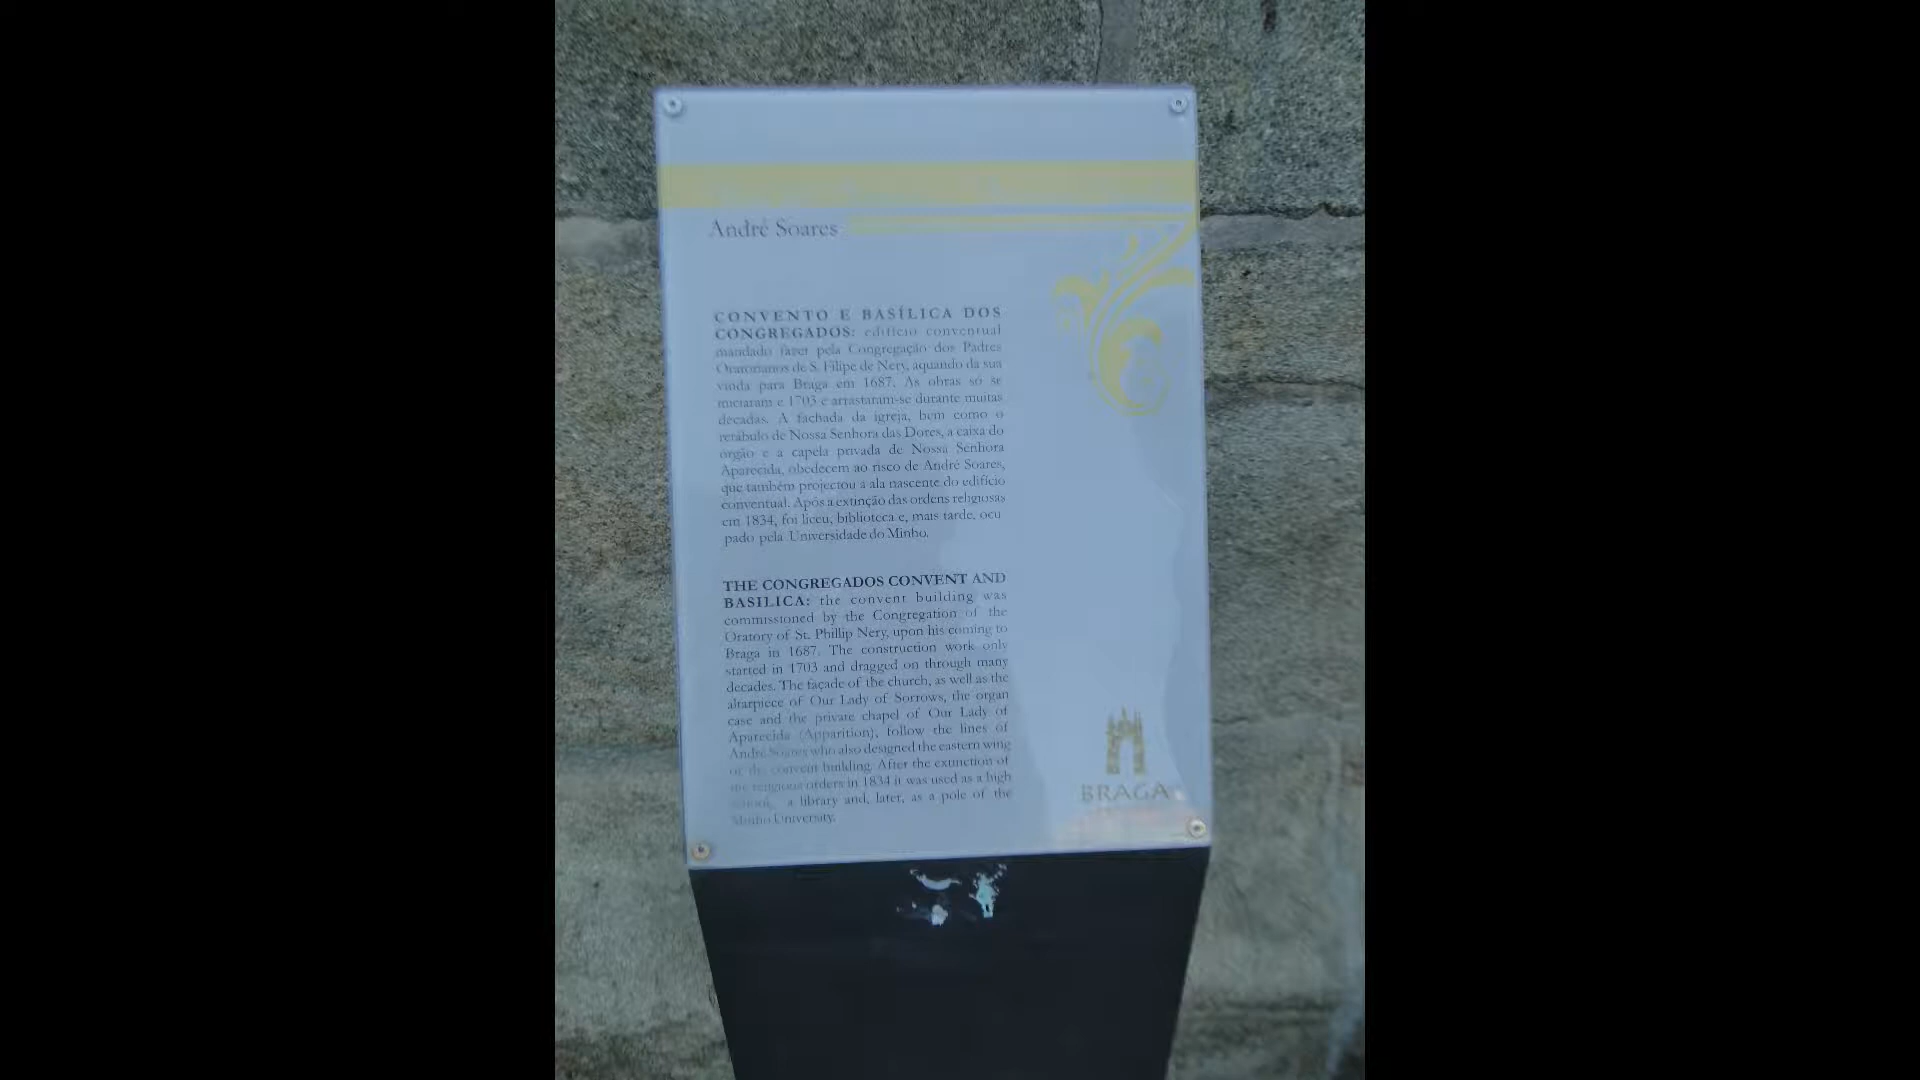 André Soares
CONVENTO E BASÍLICA DOS
CONGREGADOS: edifício conventual
mandado fazer pela Congregação dos Padres
Oratorianos de S. Filipe de Nery, aquando da sua
vinda para Braga em 1687. As obras só se
iniciaram e 1703 e arrastaram-se durante muitas
décadas. A fachada da igreja, bem como o
retábulo de Nossa Senhora das Dores, a caixa do
orgão e a capela privada de Nossa Senhora
Aparecida, obedecem ao risco de André Soares,
que também projectou a ala nascente do edifício
conventual. Após a extinção das ordens religiosas
em 1834, foi liceu, biblioteca e, mais tarde, ocu
pado pela Universidade do Minho.
THE CONGREGADOS CONVENT AND
BASILICA: the convent building was
commissioned by the Congregation of the
Oratory of St. Phillip Nery, upon his coming to
Braga in 1687. The construction work only
started in 1703 and dragged on through many
decades. The façade of the church, as well as the
altarpiece of Our Lady of Sorrows, the organ
case and the private chapel of Our Lady of
Aparecida (Apparition), follow the lines of
André Soares who also designed the eastern wing
of the convent building. After the extinction of
the religious orders in 1834 it was used as a high
school, a library and, later, as a pole of the
Minho University.
BRAGA